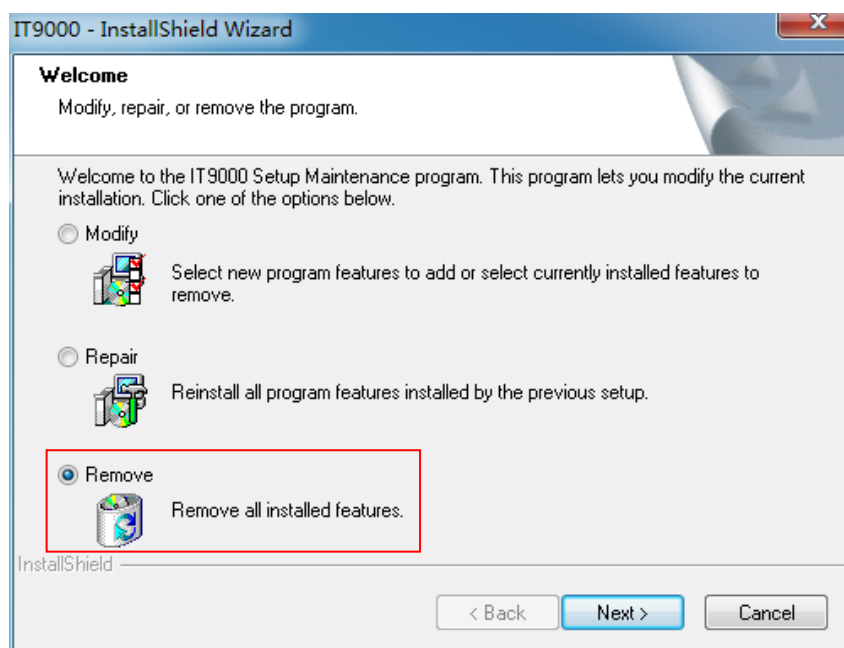 IT9000 - InstallShield Wizard
X
Welcome
Modify, repair, or remove the program.
Welcome to the IT9000 Setup Maintenance program. This program lets you modify the current
installation. Click one of the options below.
Modify
Select new program features to add or select currently installed features to
remove.
Repair
Reinstall all program features installed by the previous setup.
Remove
Remove all installed features.
InstallShield
< Back Next > Cancel